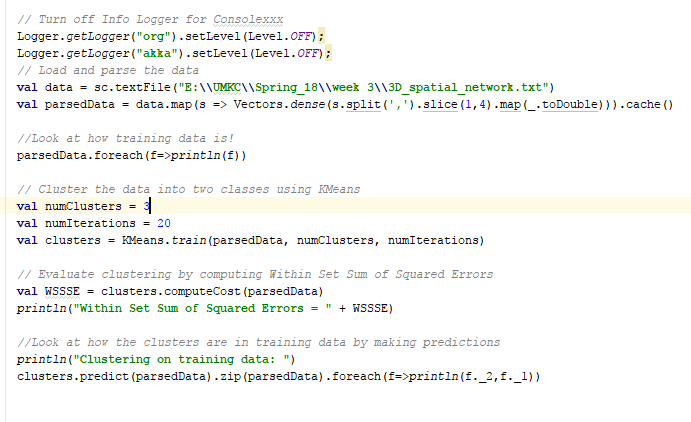 // Turn off Info Logger for Consolexxx
Logger.getLogger("org").setLevel(Level.OFF);
Logger.getLogger("akka").setLevel(Level.OFF);
// Load and parse the data
val data = sc.textFile("E:\\UMKC\\Spring_18\\week 3\\3D_spatial_network.txt")
val parsedData = data.map(s => Vectors.dense(s.split(',').slice(1,4).map(_.toDouble))).cache()
//Look at how training data is!
parsedData.foreach(f=>println(f))
// Cluster the data into two classes using KMeans
val numClusters = 3
val numIterations = 20
val clusters = KMeans.train(parsedData, numClusters, numIterations)
// Evaluate clustering by computing Within Set Sum of Squared Errors
val WSSSE = clusters.computeCost(parsedData)
println("Within Set Sum of Squared Errors = " + WSSSE)
//Look at how the clusters are in training data by making predictions
println("Clustering on training data: ")
clusters.predict(parsedData).zip(parsedData).foreach(f=>println(f._2,f._1))